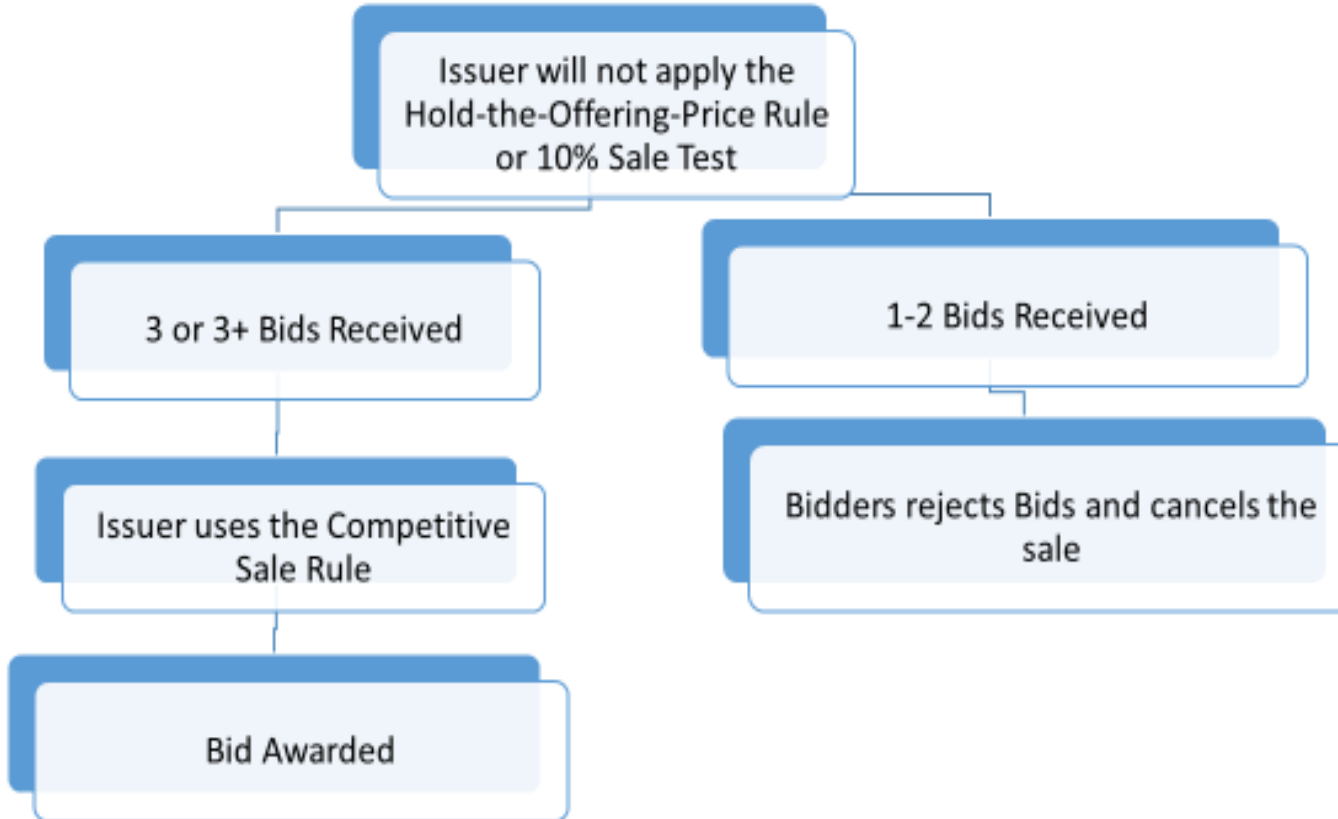 Issuer will not apply the
Hold-the-Offering-Price Rule
or 10% Sale Test
3 or 3+ Bids Received
1-2 Bids Received
Issuer uses the Competitive
Sale Rule
Bidders rejects Bids and cancels the
sale
Bid Awarded